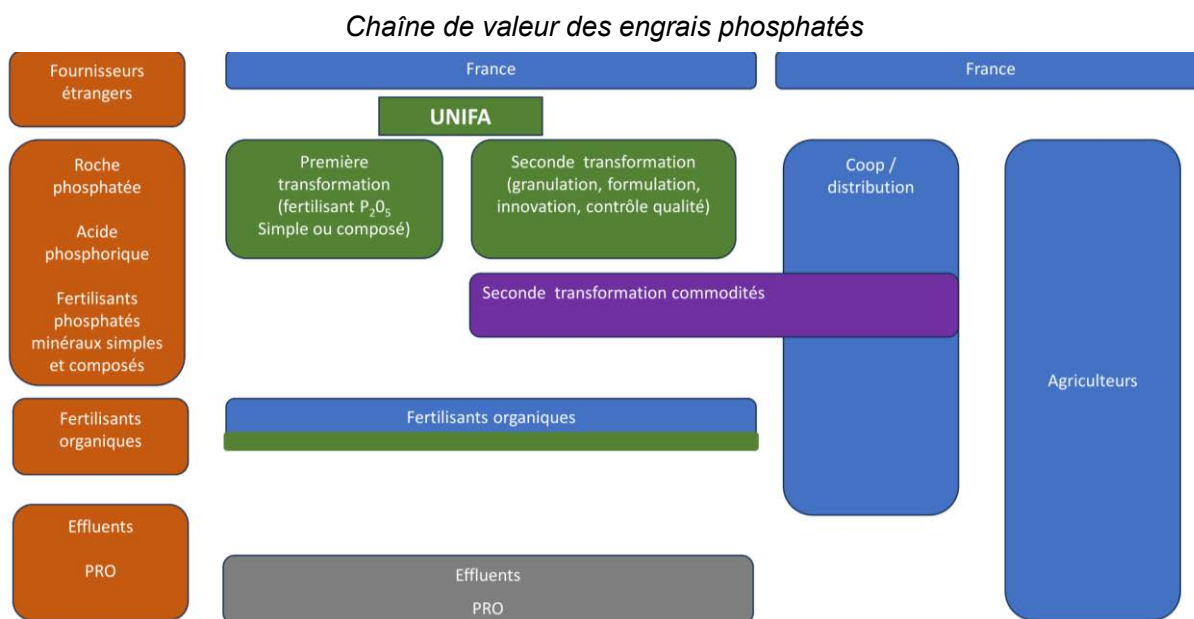 Chaîne de valeur des engrais phosphatés
Fournisseurs
étrangers
France
France
UNIFA
Roche
phosphatée
Acide
phosphorique
Fertilisants
phosphatés
minéraux simples
et composés
Première
transformation
(fertilisant P₂0₅
Simple ou composé)
Seconde transformation
(granulation, formulation,
innovation, contrôle qualité)
Coop /
distribution
Seconde transformation commodités
Agriculteurs
Fertilisants
organiques
Fertilisants organiques
Effluents
PRO
Effluents
PRO